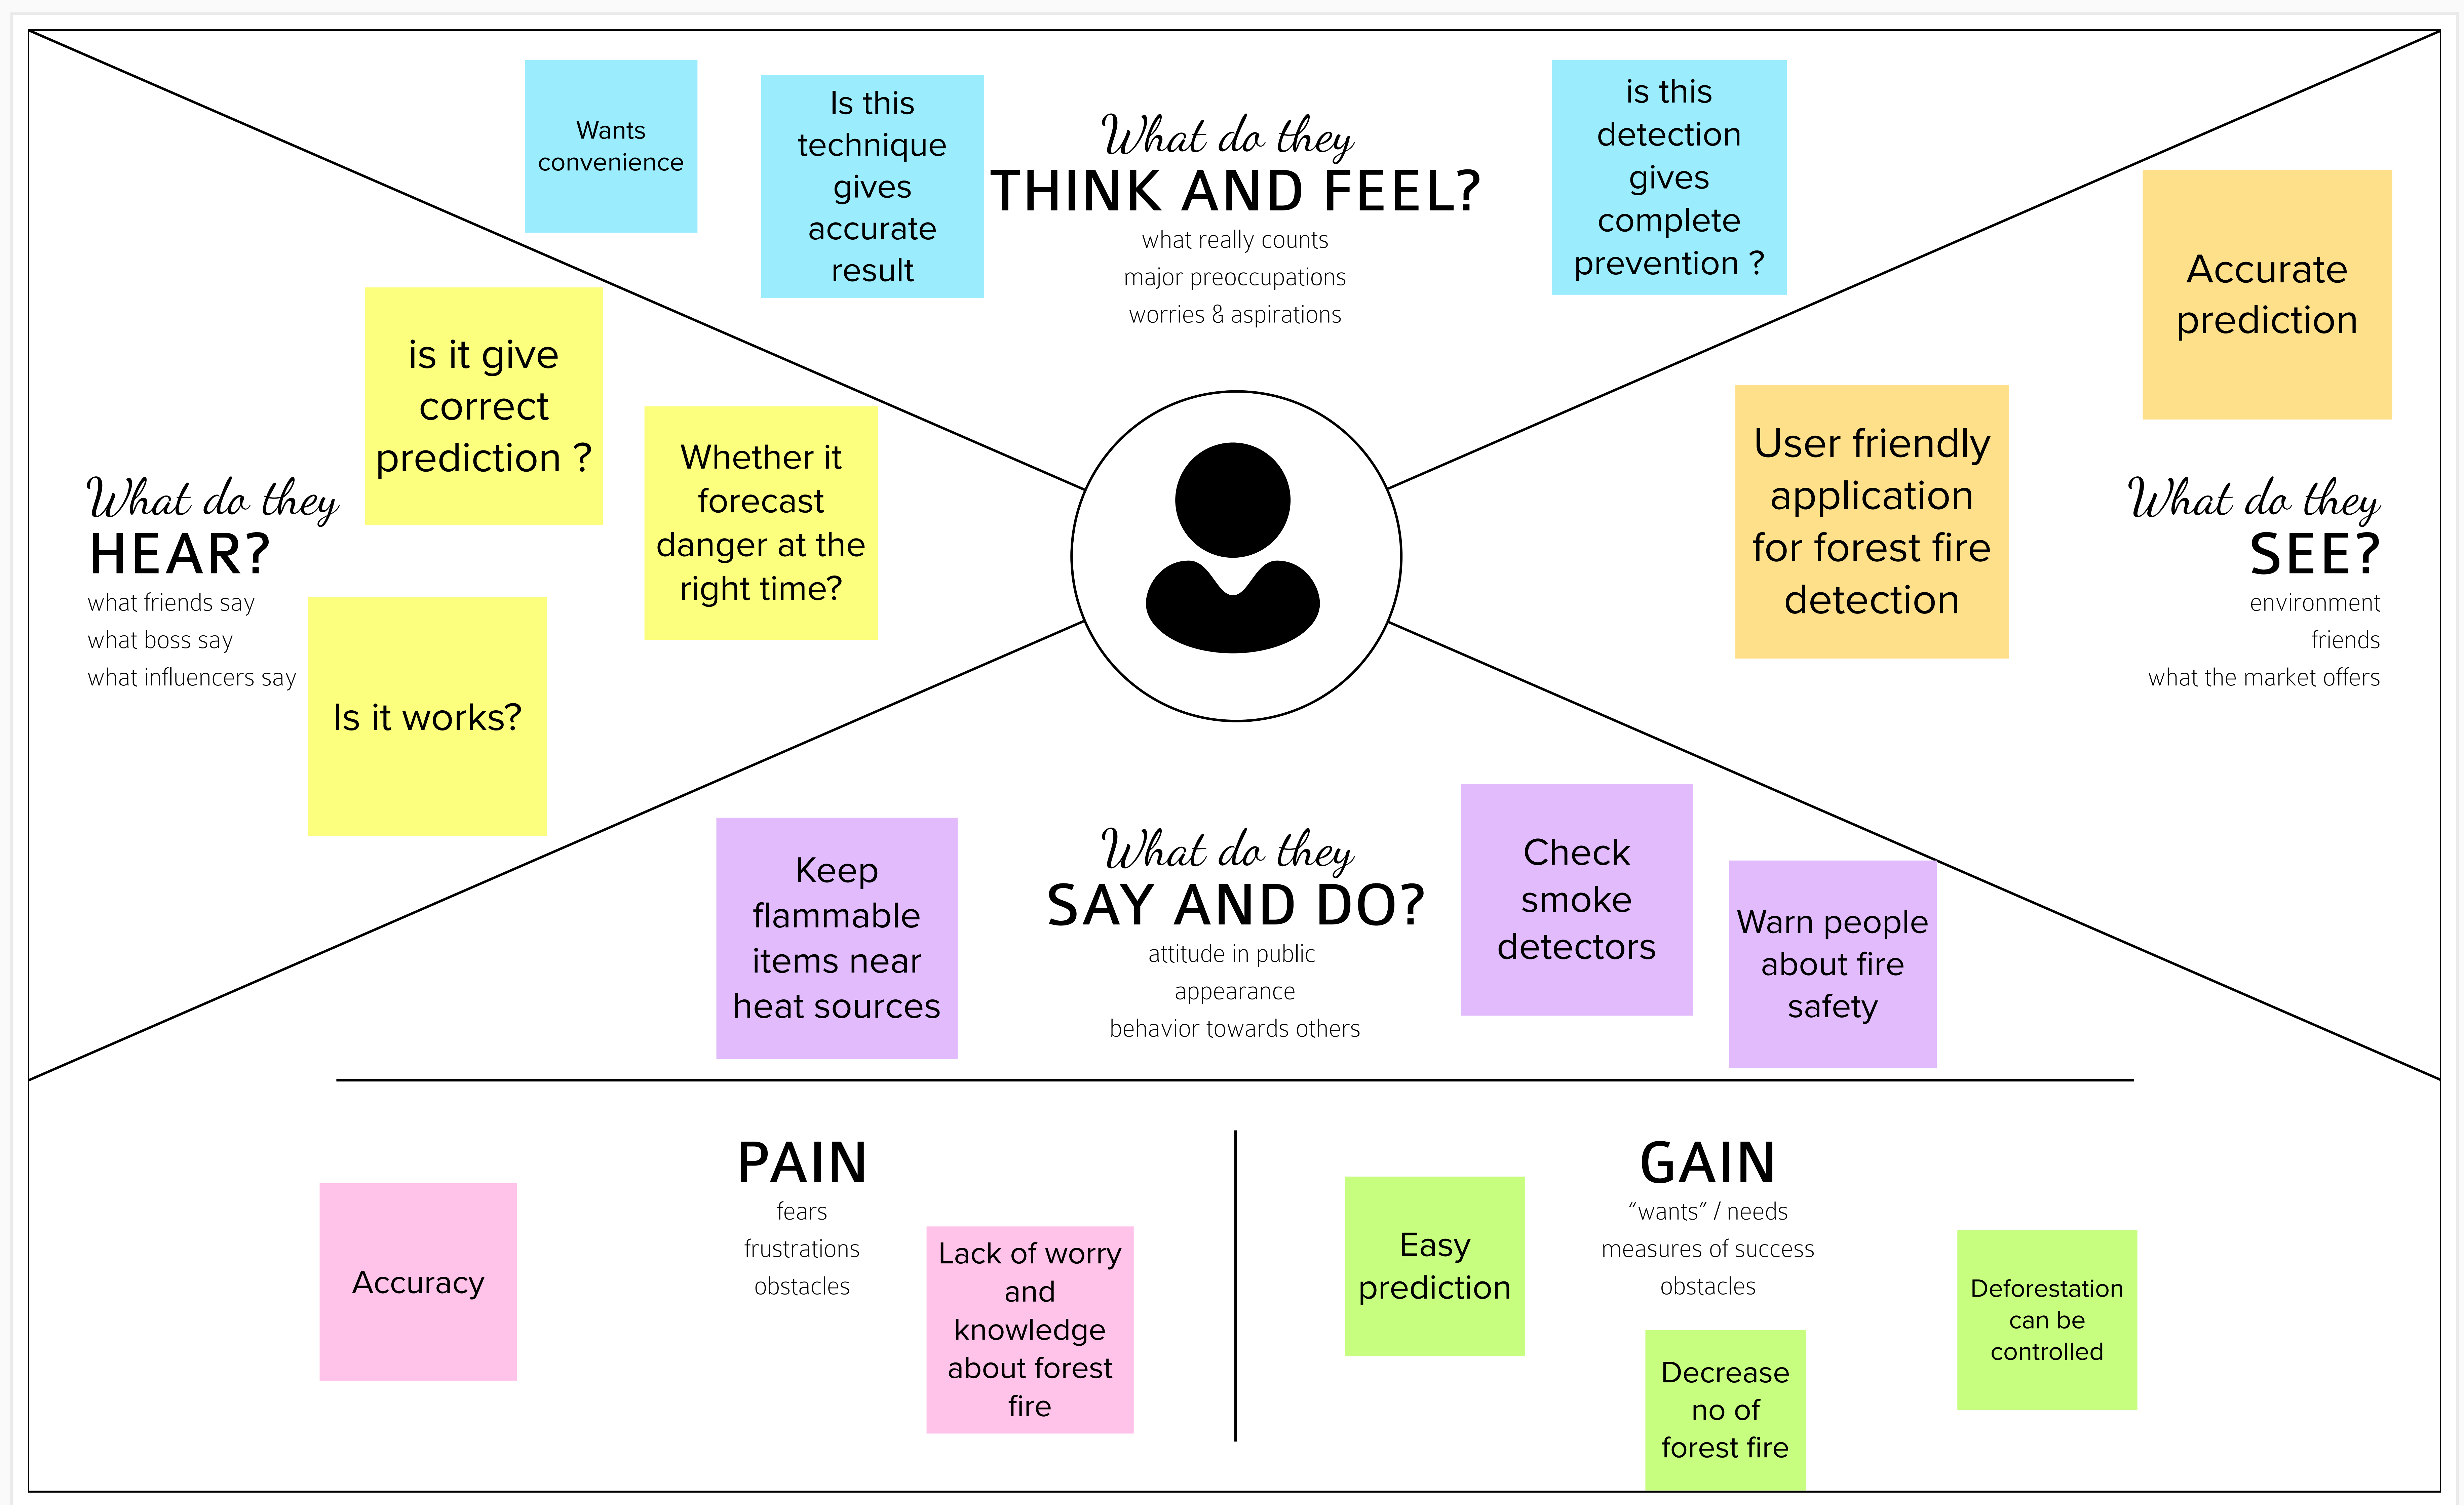 Wants
convenience
Is this
technique
gives
accurate
result
What do they
THINK AND FEEL?
what really counts
major preoccupations
worries & aspirations
is this
detection
gives
complete
prevention ?
What do they
HEAR?
what friends say
what boss say
what influencers say
is it give
correct
prediction ?
Whether it
forecast
danger at the
right time?
Is it works?
Accurate
prediction
User friendly
application
for forest fire
detection
What do they
SEE?
environment
friends
what the market offers
Keep
flammable
items near
heat sources
What do they
SAY AND DO?
attitude in public
appearance
behavior towards others
Check
smoke
detectors
Warn people
about fire
safety
PAIN
fears
frustrations
obstacles
Accuracy
Lack of worry
and
knowledge
about forest
fire
GAIN
“wants” / needs
measures of success
obstacles
Easy
prediction
Decrease
no of
forest fire
Deforestation
can be
controlled